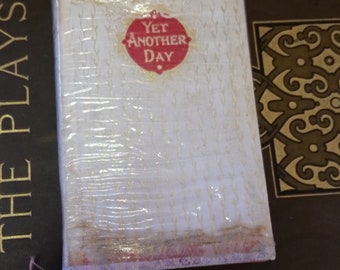 YET
ANOTHER
DAY
THE PLAYS